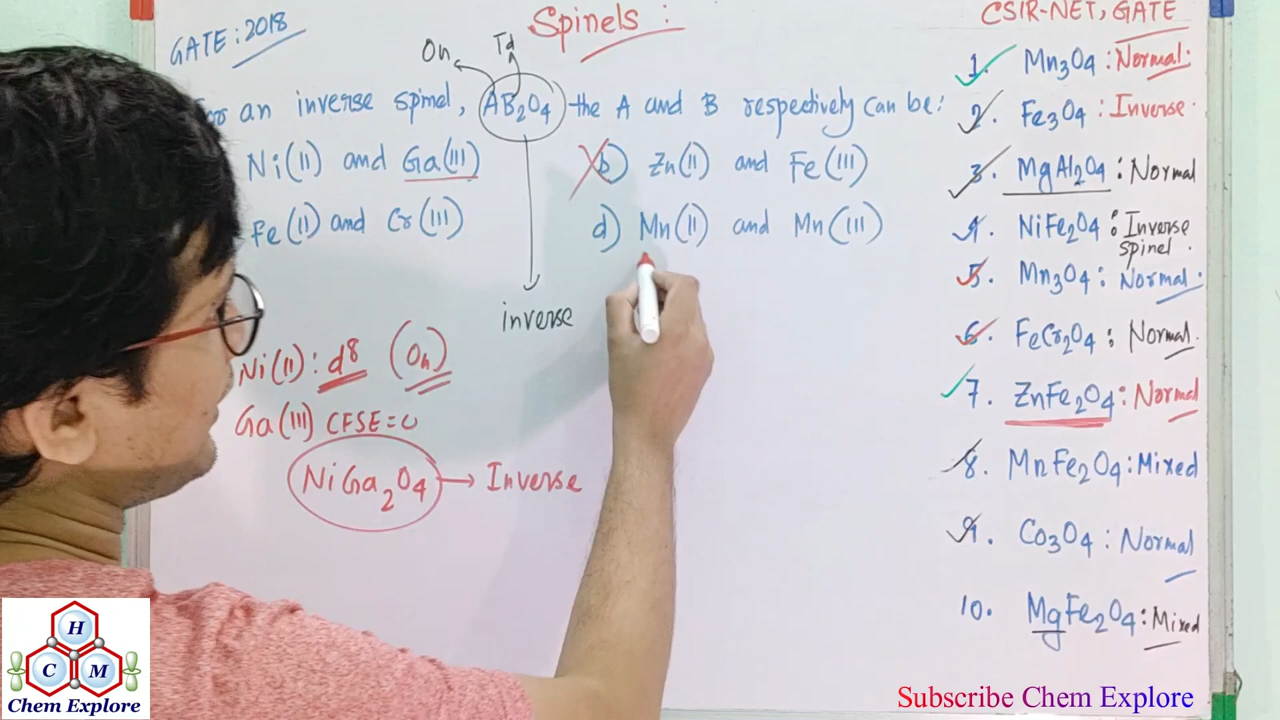 Spinels :
CSIR-NET, GATE
GATE : 2018
Oh Td
an inverse spinel, AB2O4 the A and B respectively can be :
Ni(II) and Ga(III)
b) Zn(II) and Fe(III)
Fe(II) and Cr(III)
d) Mn(II) and Mn(III)
inverse
Ni(II) : d8 (Oh)
Ga(III) CFSE = 0
NiGa2O4 → Inverse
1. Mn3O4 : Normal.
2. Fe3O4 : Inverse.
3. MgAl2O4 : Normal
4. NiFe2O4 : Inverse
spinel.
5. Mn3O4 : Normal.
6. FeCr2O4 : Normal.
7. ZnFe2O4 : Normal
8. MnFe2O4 : Mixed
9. Co3O4 : Normal
10. MgFe2O4 : Mixed
H
C M
Chem Explore
Subscribe Chem Explore